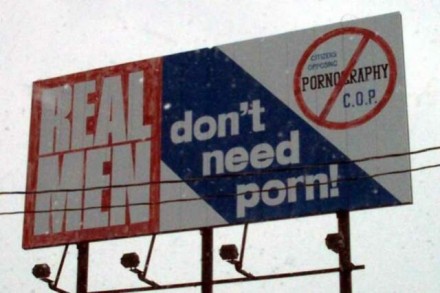 REAL
MEN
don't
need
porn!
CITIZENS
OPPOSING
PORNOGRAPHY
C.O.P.